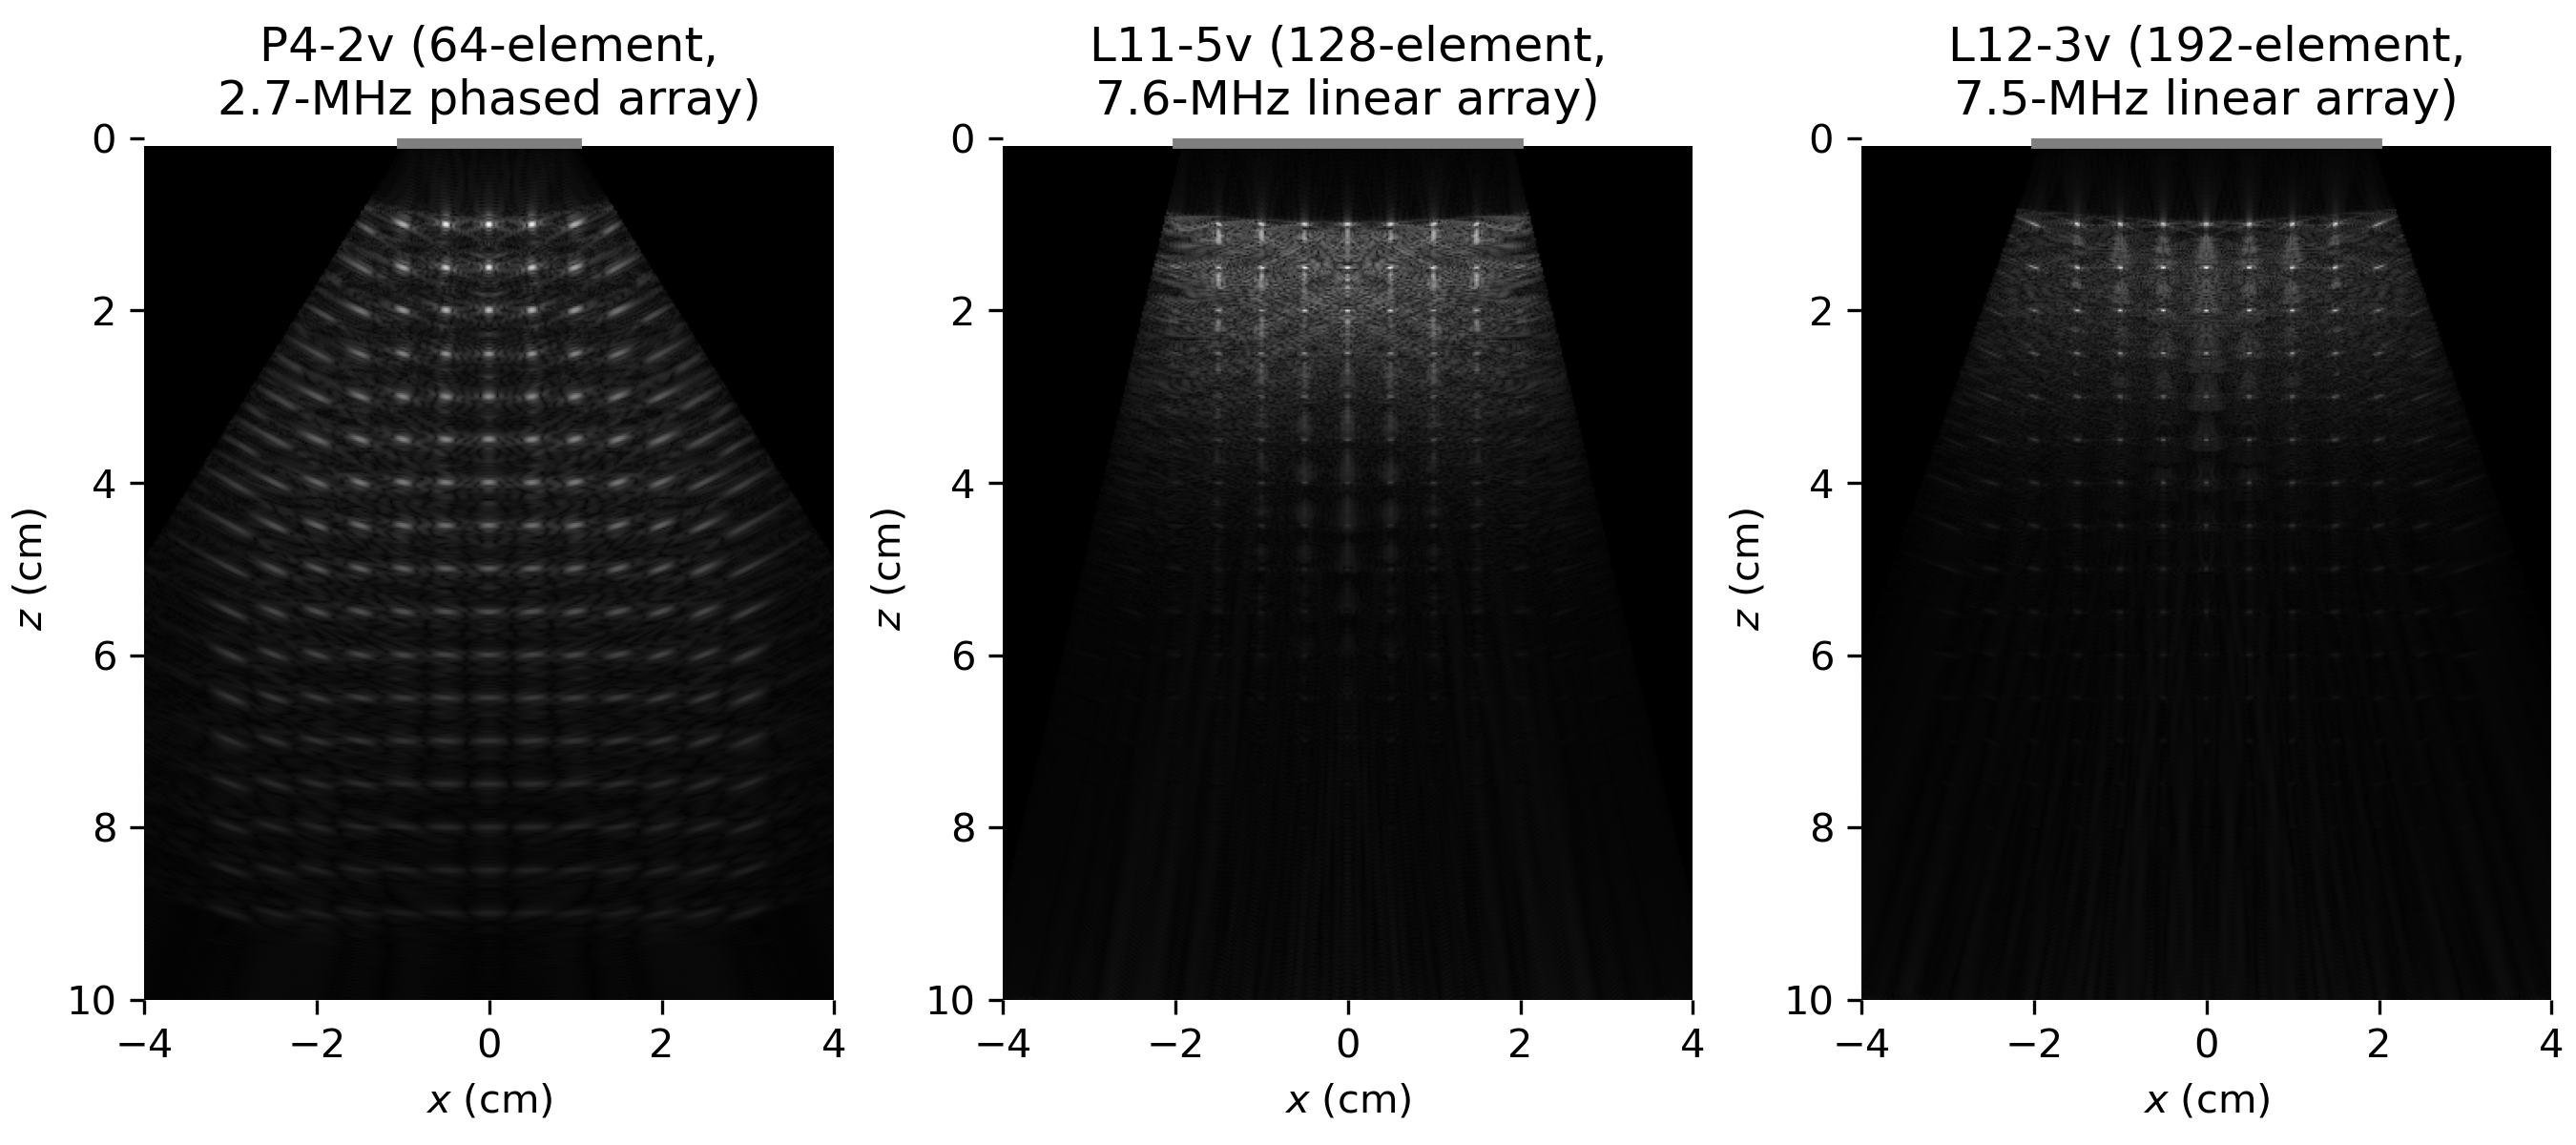 P4-2v (64-element,
2.7-MHz phased array)
L11-5v (128-element,
7.6-MHz linear array)
L12-3v (192-element,
7.5-MHz linear array)
0
2
4
6
8
10
z (cm)
−4
−2
0
2
4
x (cm)
0
2
4
6
8
10
z (cm)
−4
−2
0
2
4
x (cm)
0
2
4
6
8
10
z (cm)
−4
−2
0
2
4
x (cm)